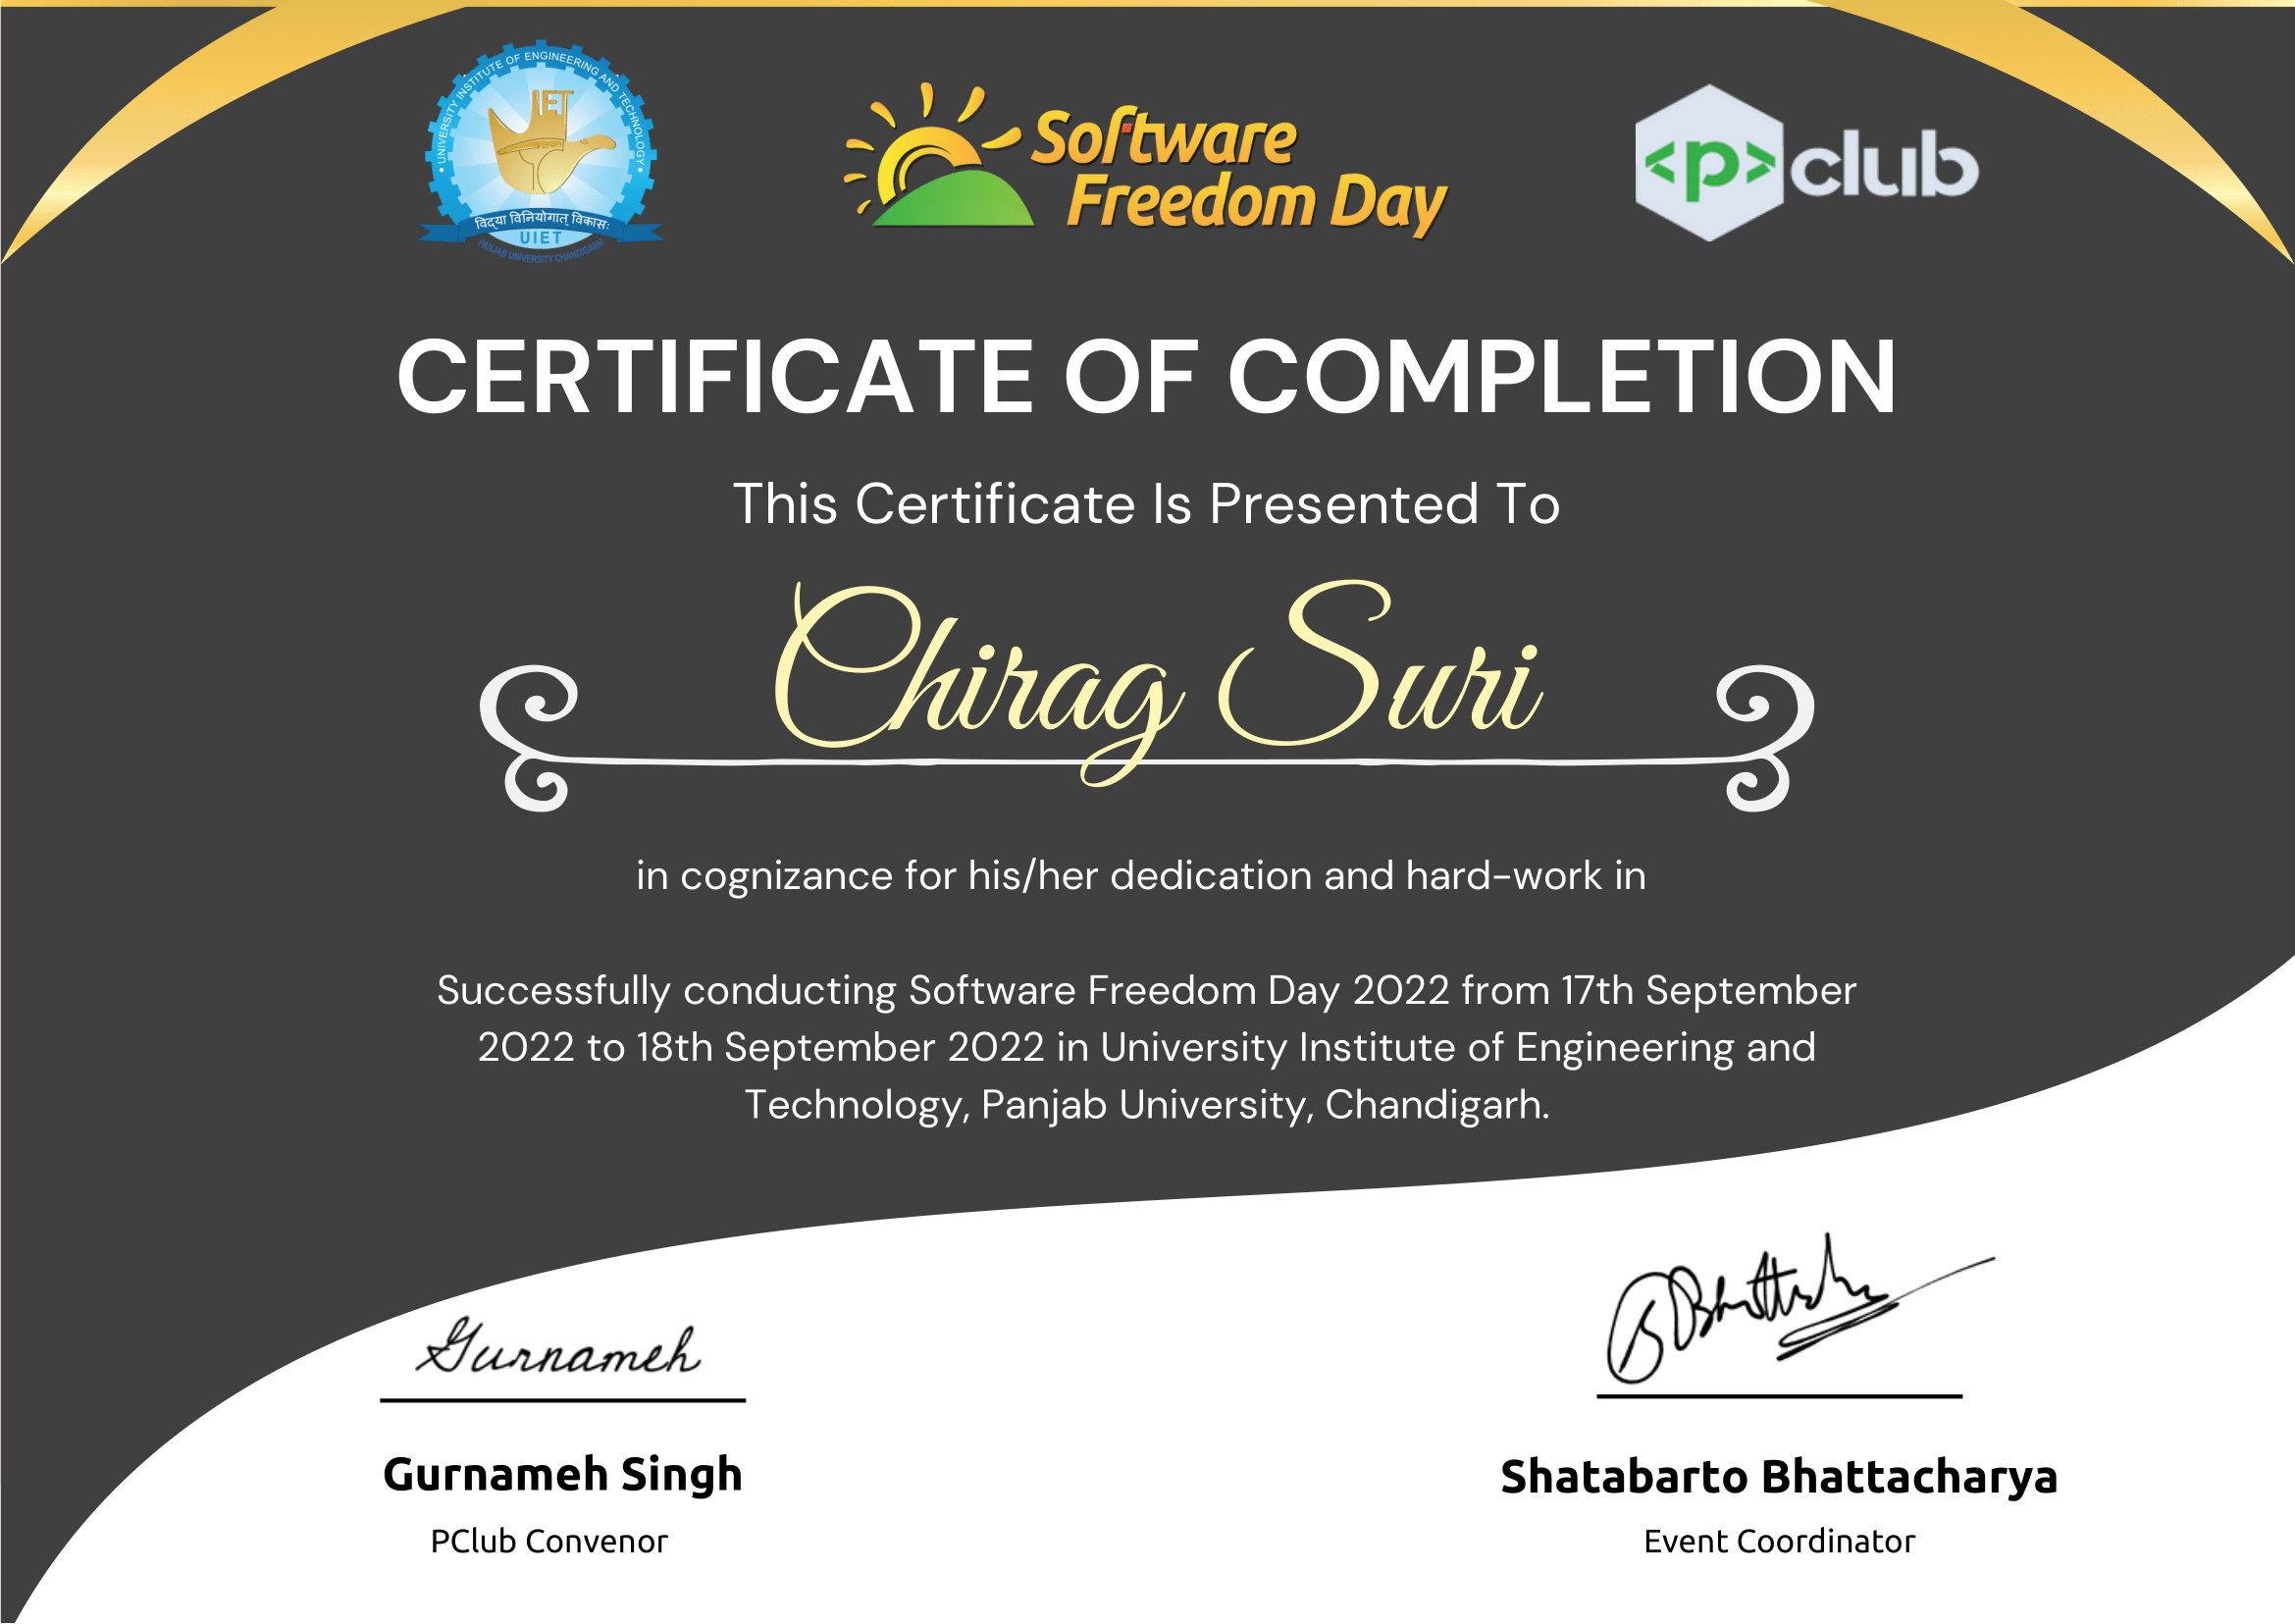 UNIVERSITY INSTITUTE OF ENGINEERING AND TECHNOLOGY
IET
विद्या विनियोगात् विकासः
UIET
PANJAB UNIVERSITY CHANDIGARH
Software
Freedom Day
<p>club
CERTIFICATE OF COMPLETION
This Certificate Is Presented To
Chirag Suri
in cognizance for his/her dedication and hard-work in
Successfully conducting Software Freedom Day 2022 from 17th September
2022 to 18th September 2022 in University Institute of Engineering and
Technology, Panjab University, Chandigarh.
Gurnameh
Gurnameh Singh
PClub Convenor
Shatabarto Bhattacharya
Event Coordinator